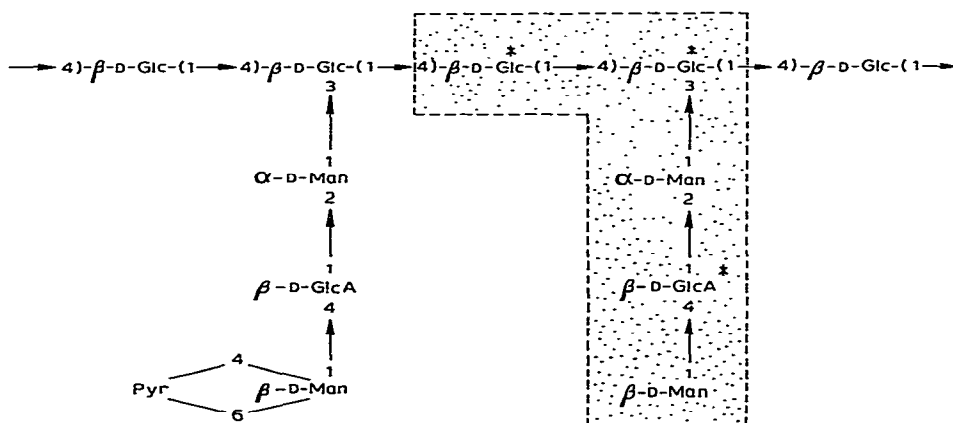 *
*
4)-β-D-Glc-(1 4)-β-D-Glc-(1 4)-β-D-Glc-(1 4)-β-D-Glc-(1 4)-β-D-Glc-(1
3 3
1 1
α-D-Man α-D-Man
2 2
1 1 *
β-D-GlcA β-D-GlcA
4 4
4 1 1
Pyr β-D-Man β-D-Man
6